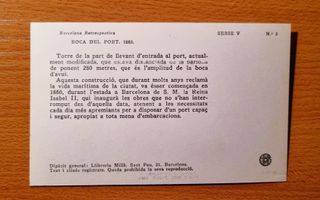 Barcelona Retrospectiva SERIE V N.º 3
BOCA DEL PORT. 1885.
Torre de la part de llevant d'entrada al port, actual-
ment modificada, que estava distanciada de la banda
de ponent 280 metres, que és l'amplitud de la boca
d'avui.
Aquesta construcció, que durant molts anys reclamà
la vida marítima de la ciutat, va ésser començada en
1860, durant l'estada a Barcelona de S. M. la Reina
Isabel II, qui inaugurà les obres que no s'han inter-
romput des d'aquella data, atenent a les necessitats
cada dia més apremiants per a disposar d'un port capaç
i segur, apropiat a tota mena d'embarcacions.
Dipòsit general: Llibreria Millà. Sant Pau, 21. Barcelona.
Text i clixés registrats. Queda prohibida la seva reproducció.